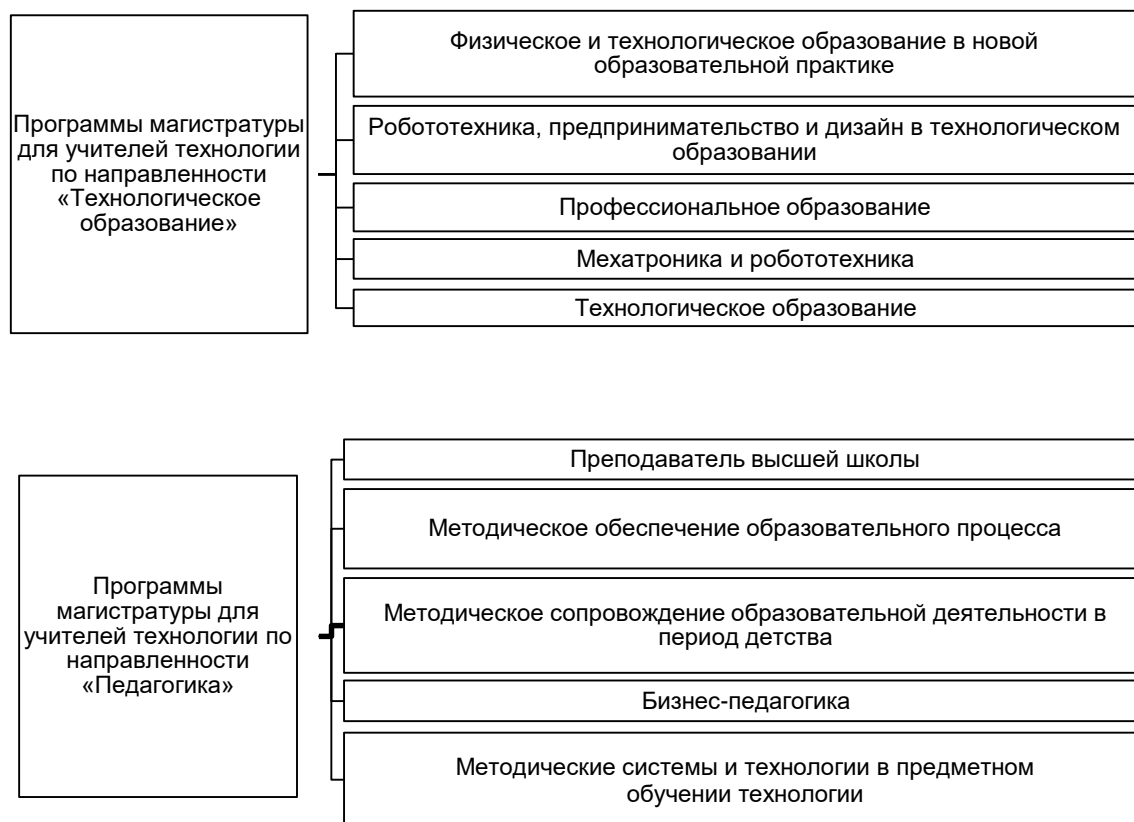 Программы магистратуры
для учителей технологии
по направленности
«Технологическое
образование»
Физическое и технологическое образование в новой
образовательной практике
Робототехника, предпринимательство и дизайн в технологическом
образовании
Профессиональное образование
Мехатроника и робототехника
Технологическое образование
Программы
магистратуры для
учителей технологии по
направленности
«Педагогика»
Преподаватель высшей школы
Методическое обеспечение образовательного процесса
Методическое сопровождение образовательной деятельности в
период детства
Бизнес-педагогика
Методические системы и технологии в предметном
обучении технологии